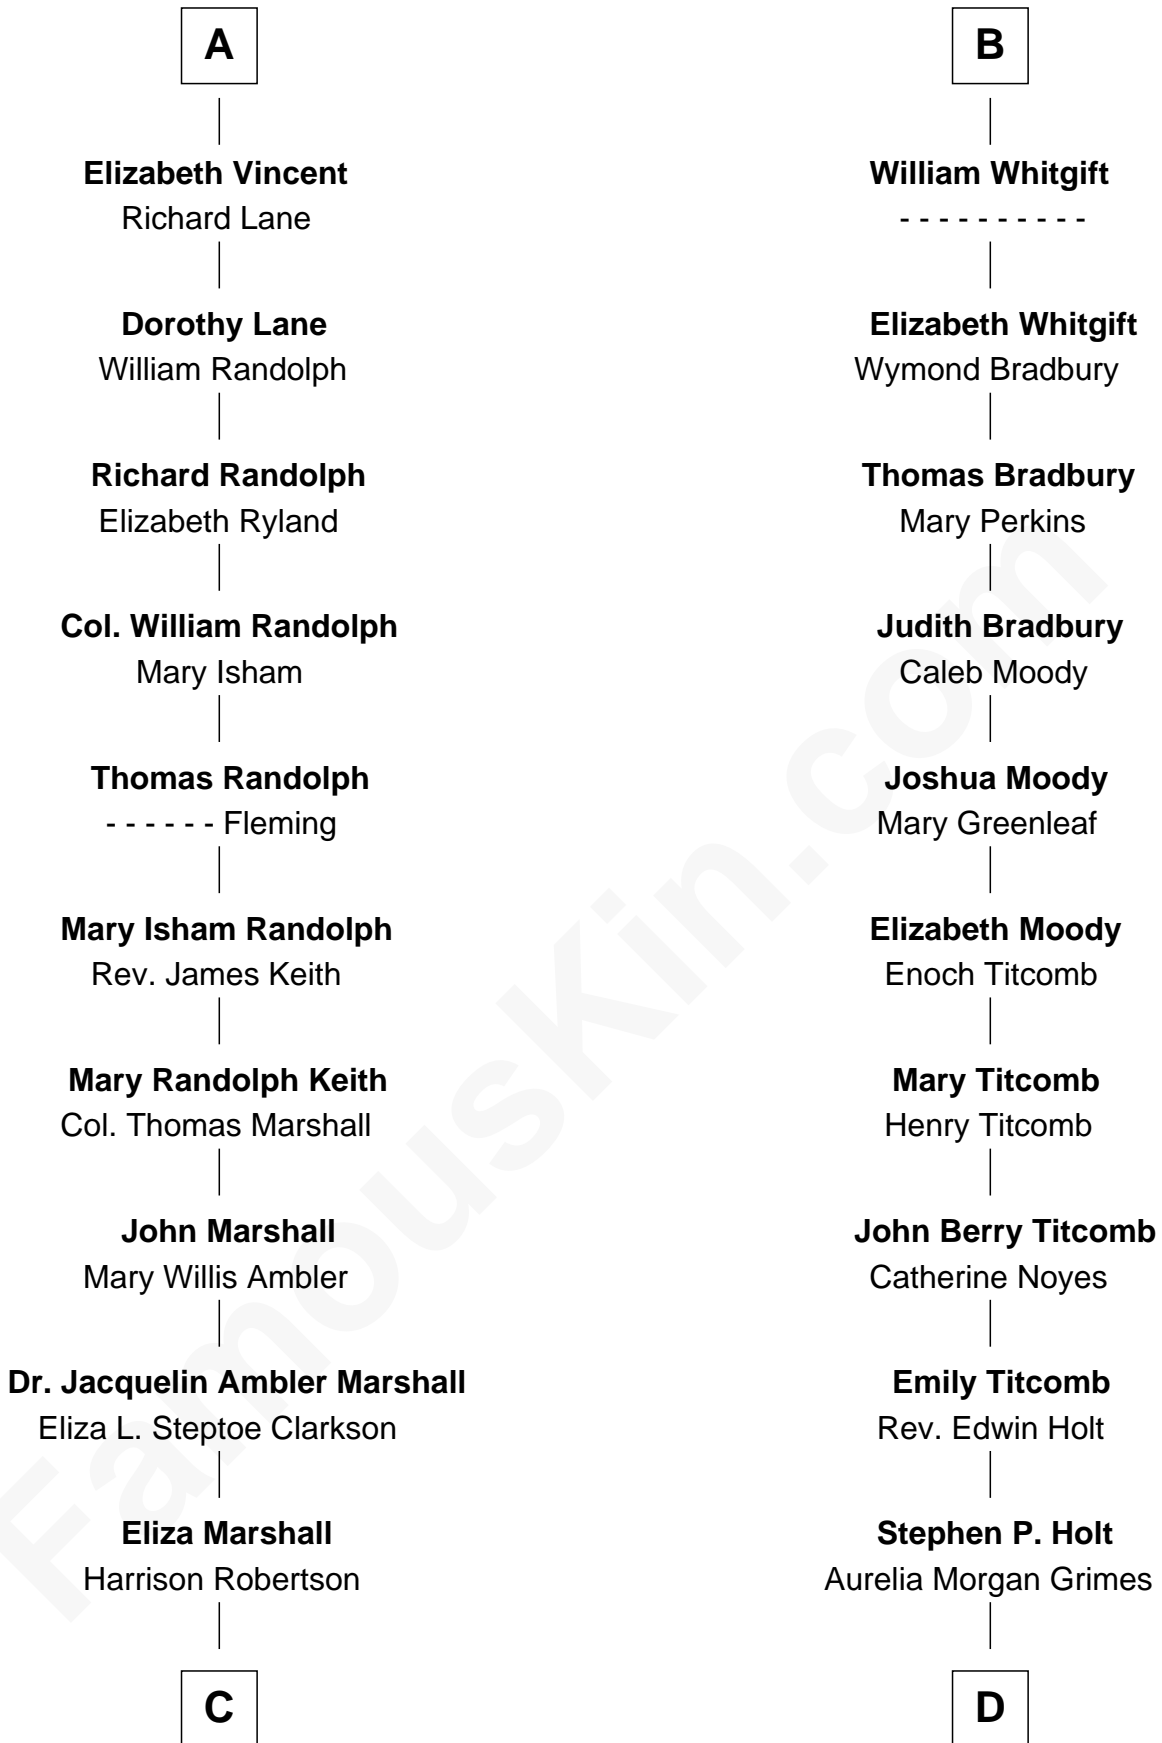 A
Elizabeth Vincent
Richard Lane
Dorothy Lane
William Randolph
Richard Randolph
Elizabeth Ryland
Col. William Randolph
Mary Isham
Thomas Randolph
- - - - - - Fleming
Mary Isham Randolph
Rev. James Keith
Mary Randolph Keith
Col. Thomas Marshall
John Marshall
Mary Willis Ambler
Dr. Jacquelin Ambler Marshall
Eliza L. Steptoe Clarkson
Eliza Marshall
Harrison Robertson
C
B
William Whitgift
- - - - - - - - - -
Elizabeth Whitgift
Wymond Bradbury
Thomas Bradbury
Mary Perkins
Judith Bradbury
Caleb Moody
Joshua Moody
Mary Greenleaf
Elizabeth Moody
Enoch Titcomb
Mary Titcomb
Henry Titcomb
John Berry Titcomb
Catherine Noyes
Emily Titcomb
Rev. Edwin Holt
Stephen P. Holt
Aurelia Morgan Grimes
D
FamousKin.com